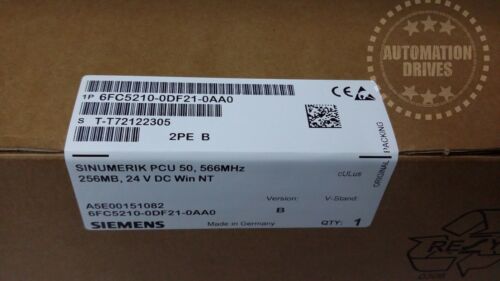 AUTOMATION
DRIVES
1P 6FC5210-0DF21-0AA0
S T-T72122305
2PE B
CE
ORIGINAL PACKING
SINUMERIK PCU 50, 566MHz
256MB, 24 V DC Win NT
cULus
A5E00151082
6FC5210-0DF21-0AA0
Version:
V-Stand:
B
SIEMENS
Made in Germany
QTY: 1